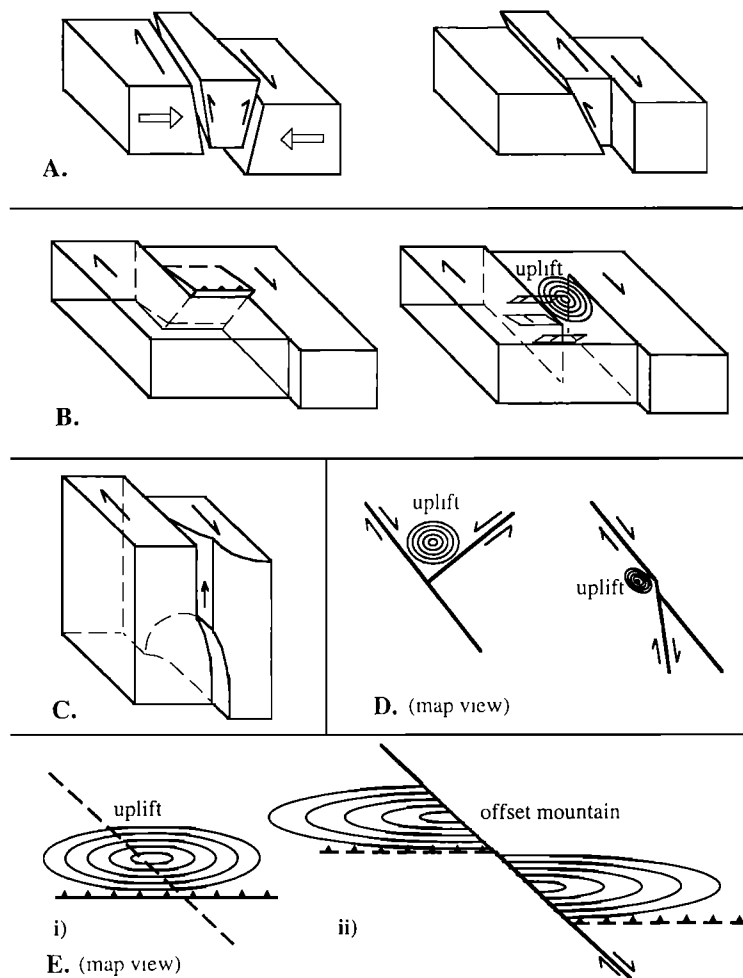 A.
uplift
B.
uplift
uplift
C.
D. (map view)
uplift
offset mountain
i)
ii)
E. (map view)